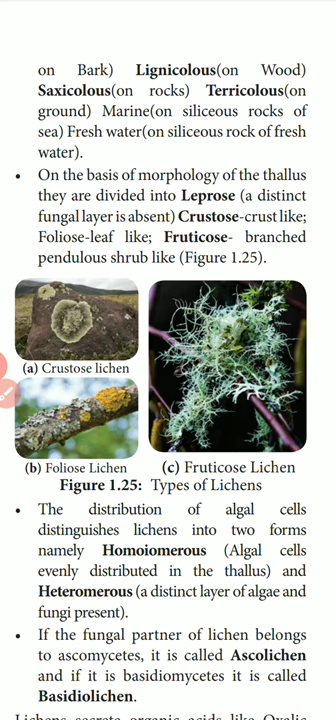 on Bark) Lignicolous(on Wood)
Saxicolous(on rocks) Terricolous(on
ground) Marine(on siliceous rocks of
sea) Fresh water(on siliceous rock of fresh
water).
• On the basis of morphology of the thallus
they are divided into Leprose (a distinct
fungal layer is absent) Crustose-crust like;
Foliose-leaf like; Fruticose- branched
pendulous shrub like (Figure 1.25).
(a) Crustose lichen
(b) Foliose Lichen
(c) Fruticose Lichen
Figure 1.25: Types of Lichens
• The distribution of algal cells
distinguishes lichens into two forms
namely Homoiomerous (Algal cells
evenly distributed in the thallus) and
Heteromerous (a distinct layer of algae and
fungi present).
• If the fungal partner of lichen belongs
to ascomycetes, it is called Ascolichen
and if it is basidiomycetes it is called
Basidiolichen.
Lichens secrete organic acids like Oxalic